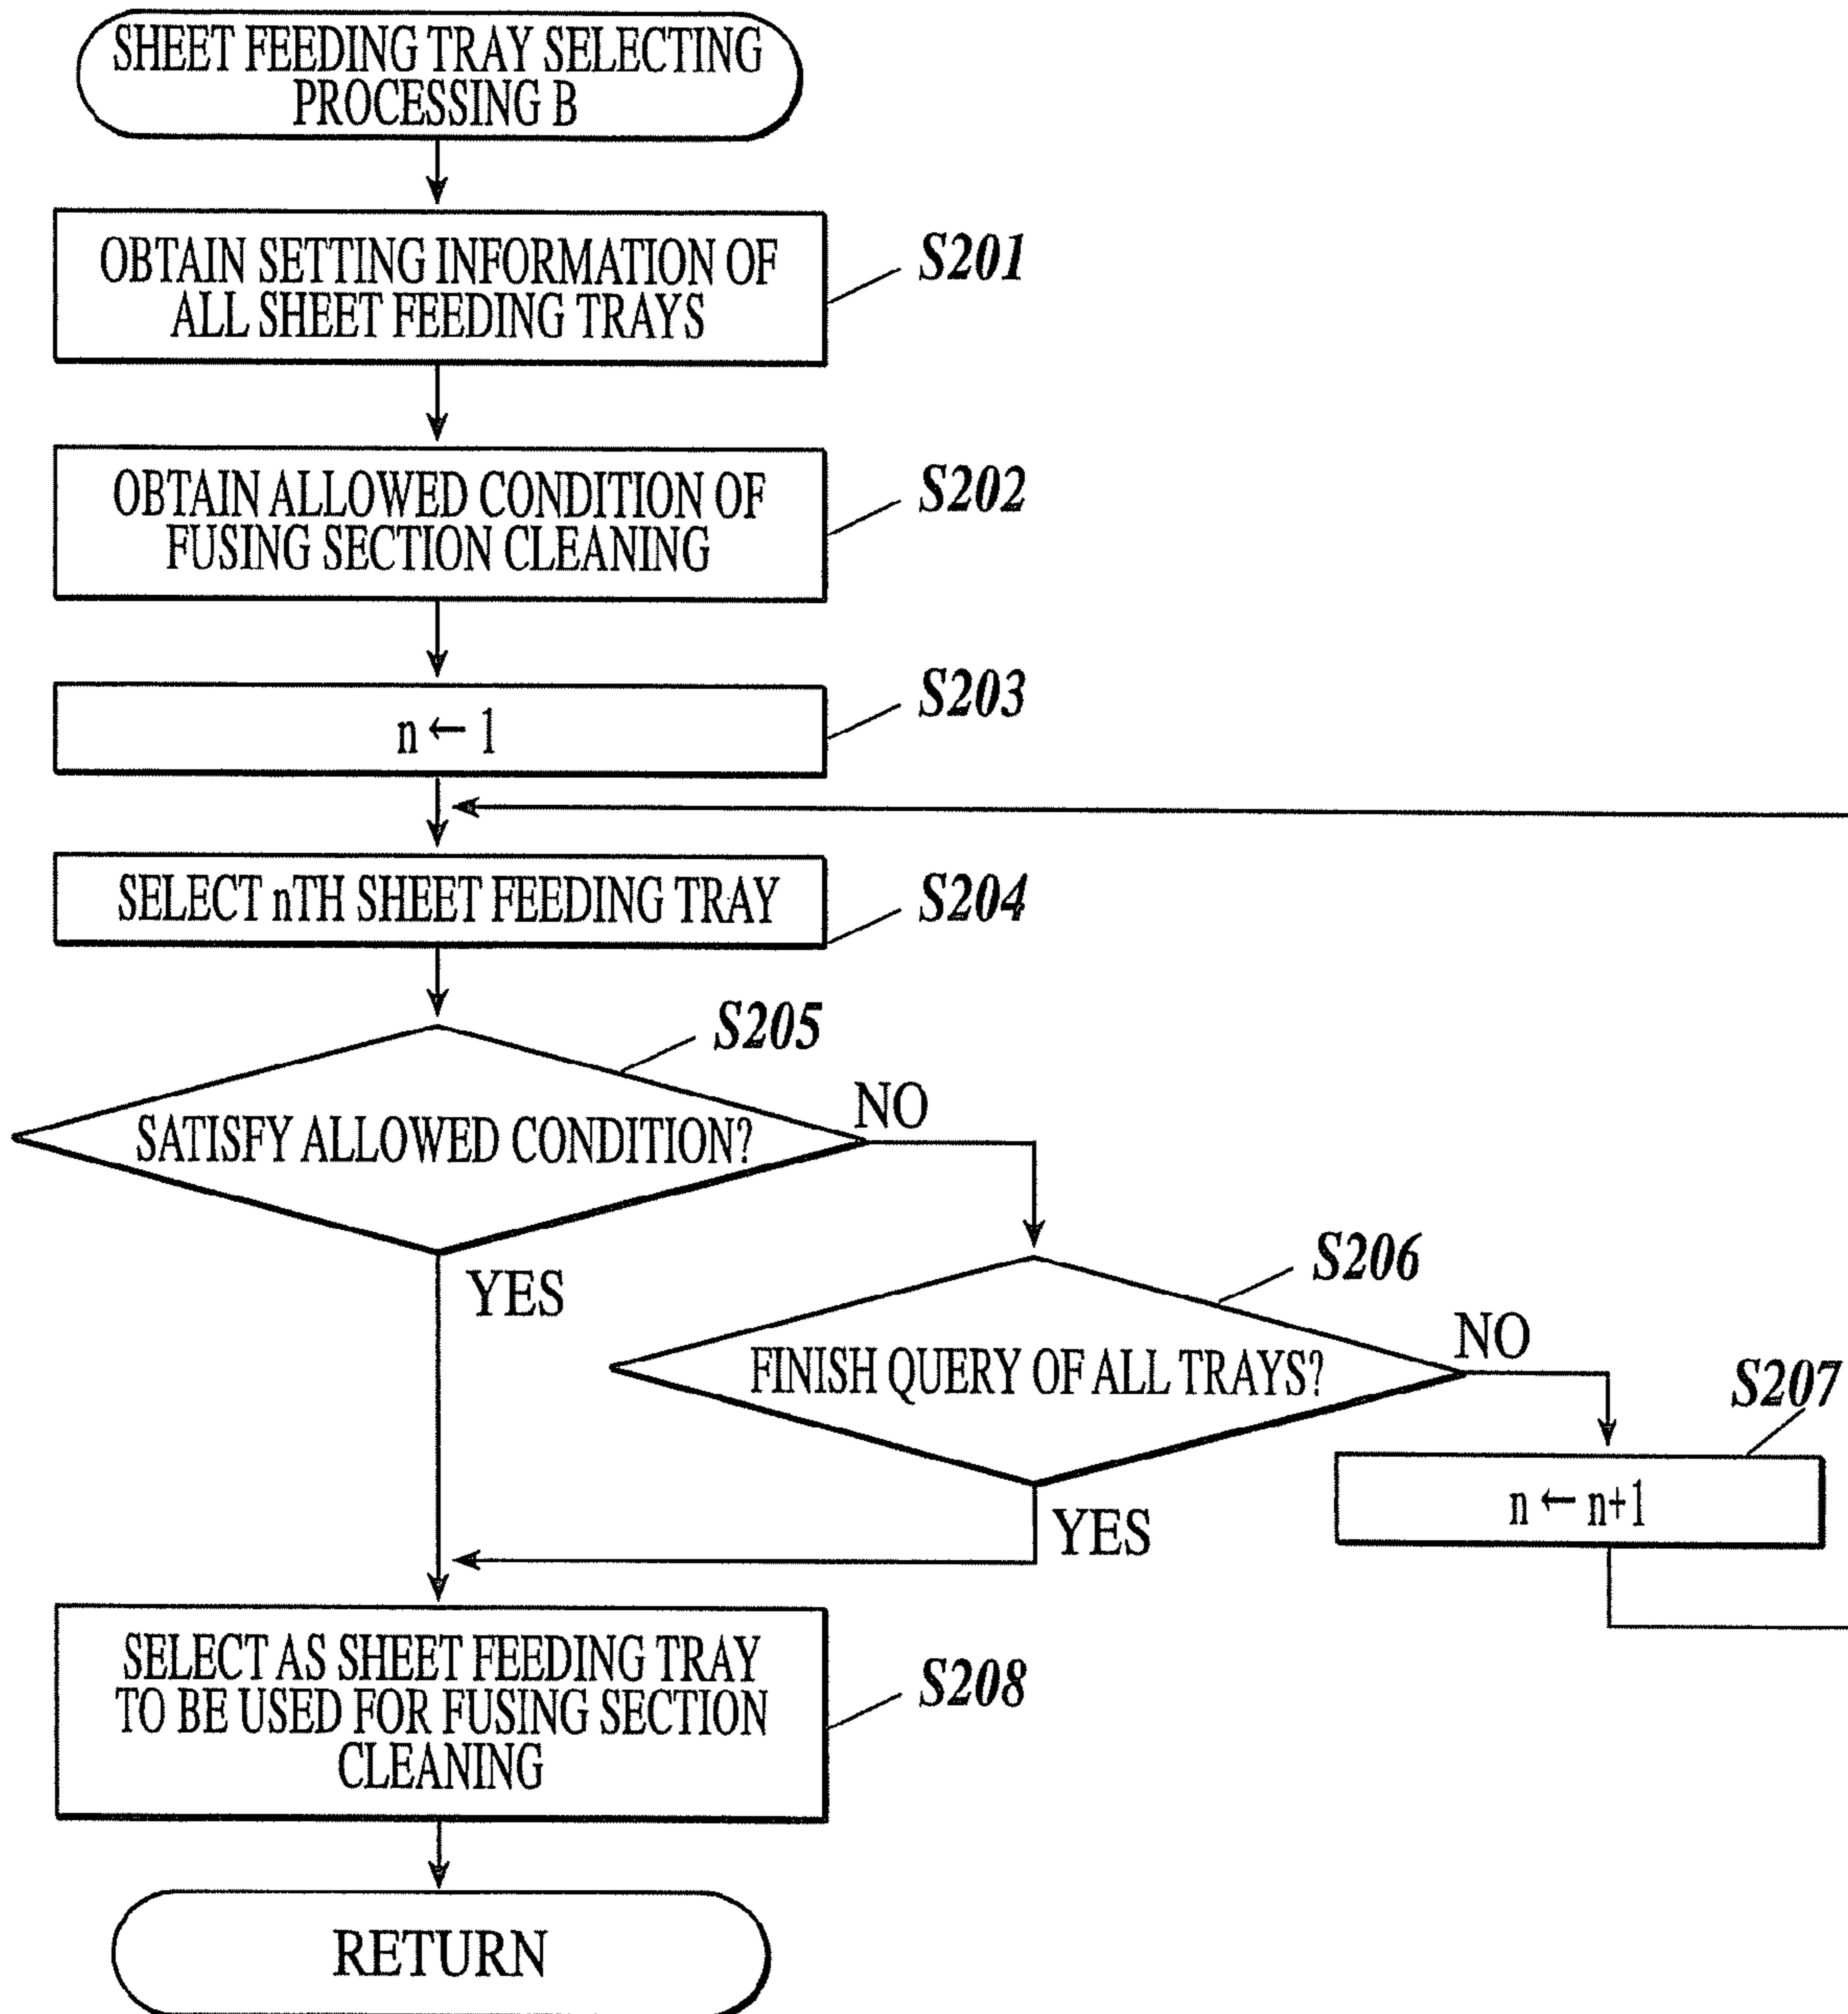 SHEET FEEDING TRAY SELECTING
PROCESSING B
OBTAIN SETTING INFORMATION OF
ALL SHEET FEEDING TRAYS
S201
OBTAIN ALLOWED CONDITION OF
FUSING SECTION CLEANING
S202
n ← 1
S203
SELECT nTH SHEET FEEDING TRAY
S204
S205
SATISFY ALLOWED CONDITION?
NO
YES
S206
FINISH QUERY OF ALL TRAYS?
NO
YES
S207
n ← n+1
SELECT AS SHEET FEEDING TRAY
TO BE USED FOR FUSING SECTION
CLEANING
S208
RETURN